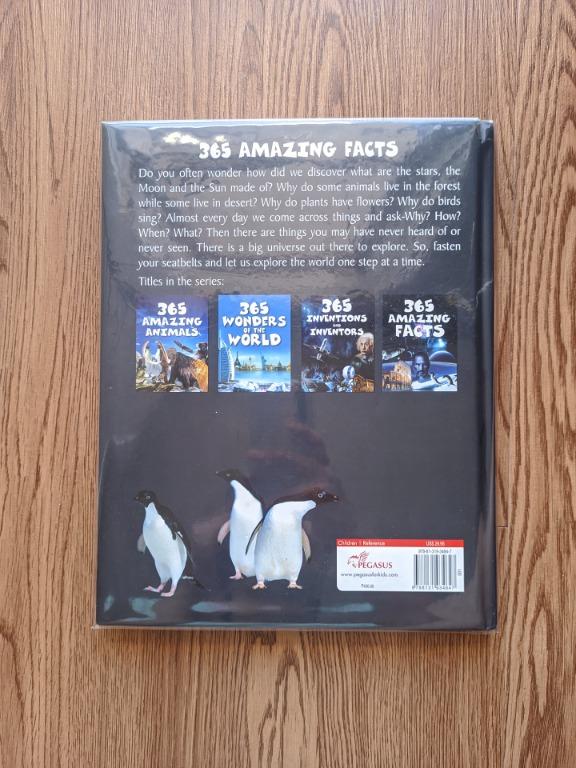 365 AMAZING FACTS
Do you often wonder how did we discover what are the stars, the
Moon and the Sun made of? Why do some animals live in the forest
while some live in desert? Why do plants have flowers? Why do birds
sing? Almost every day we come across things and ask-Why? How?
When? What? Then there are things you may have never heard of or
never seen. There is a big universe out there to explore. So, fasten
your seatbelts and let us explore the world one step at a time.
Titles in the series:
365
AMAZING
ANIMALS
365
WONDERS
OF THE
WORLD
365
INVENTIONS
AND
INVENTORS
365
AMAZING
FACTS
Children's Reference
PEGASUS
www.pegasusforkids.com